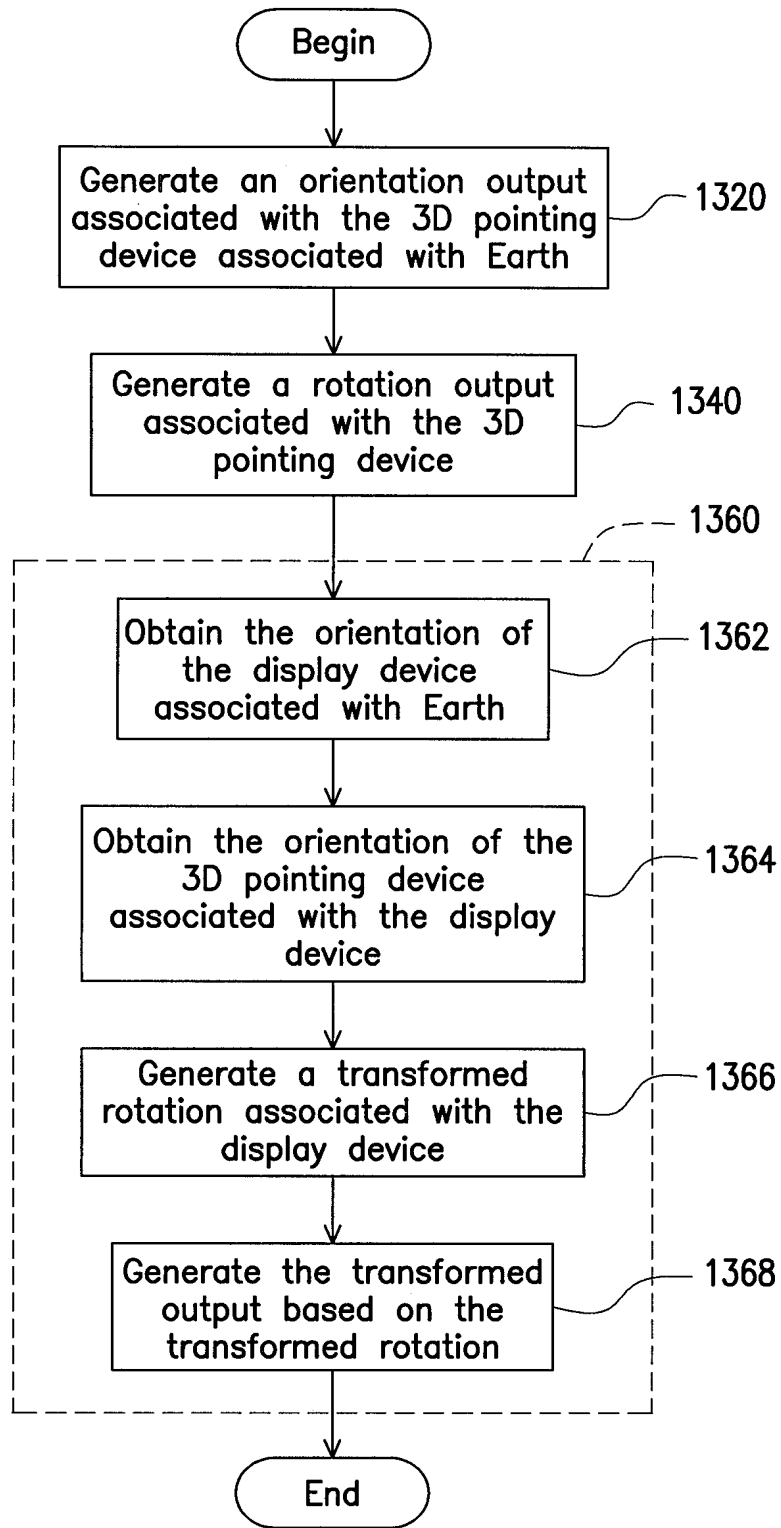 Begin
Generate an orientation output
associated with the 3D pointing
device associated with Earth
1320
Generate a rotation output
associated with the 3D
pointing device
1340
1360
Obtain the orientation of
the display device
associated with Earth
1362
Obtain the orientation of the
3D pointing device
associated with the display
device
1364
Generate a transformed
rotation associated with the
display device
1366
Generate the transformed
output based on the
transformed rotation
1368
End